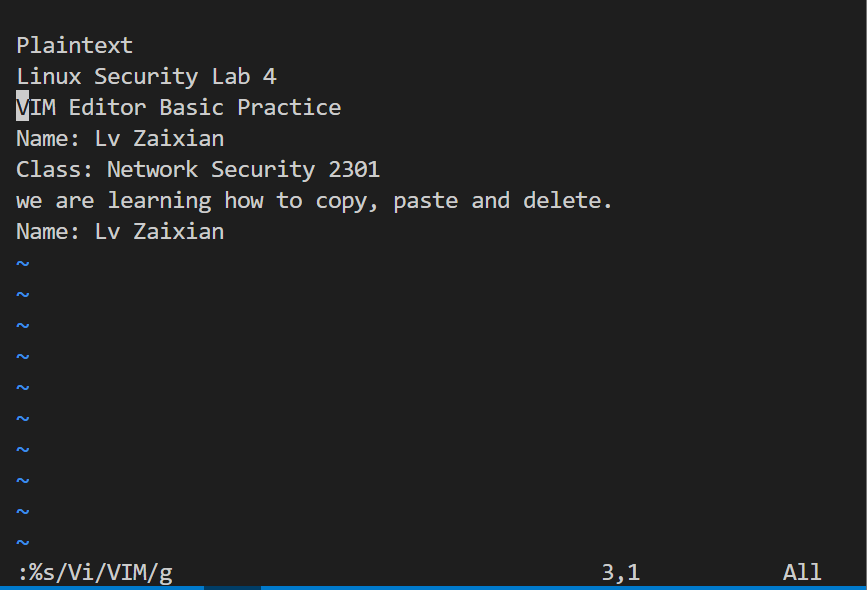 Plaintext
Linux Security Lab 4
VIM Editor Basic Practice
Name: Lv Zaixian
Class: Network Security 2301
we are learning how to copy, paste and delete.
Name: Lv Zaixian
~
~
~
~
~
~
~
~
~
~
:%s/Vi/VIM/g 3,1 All